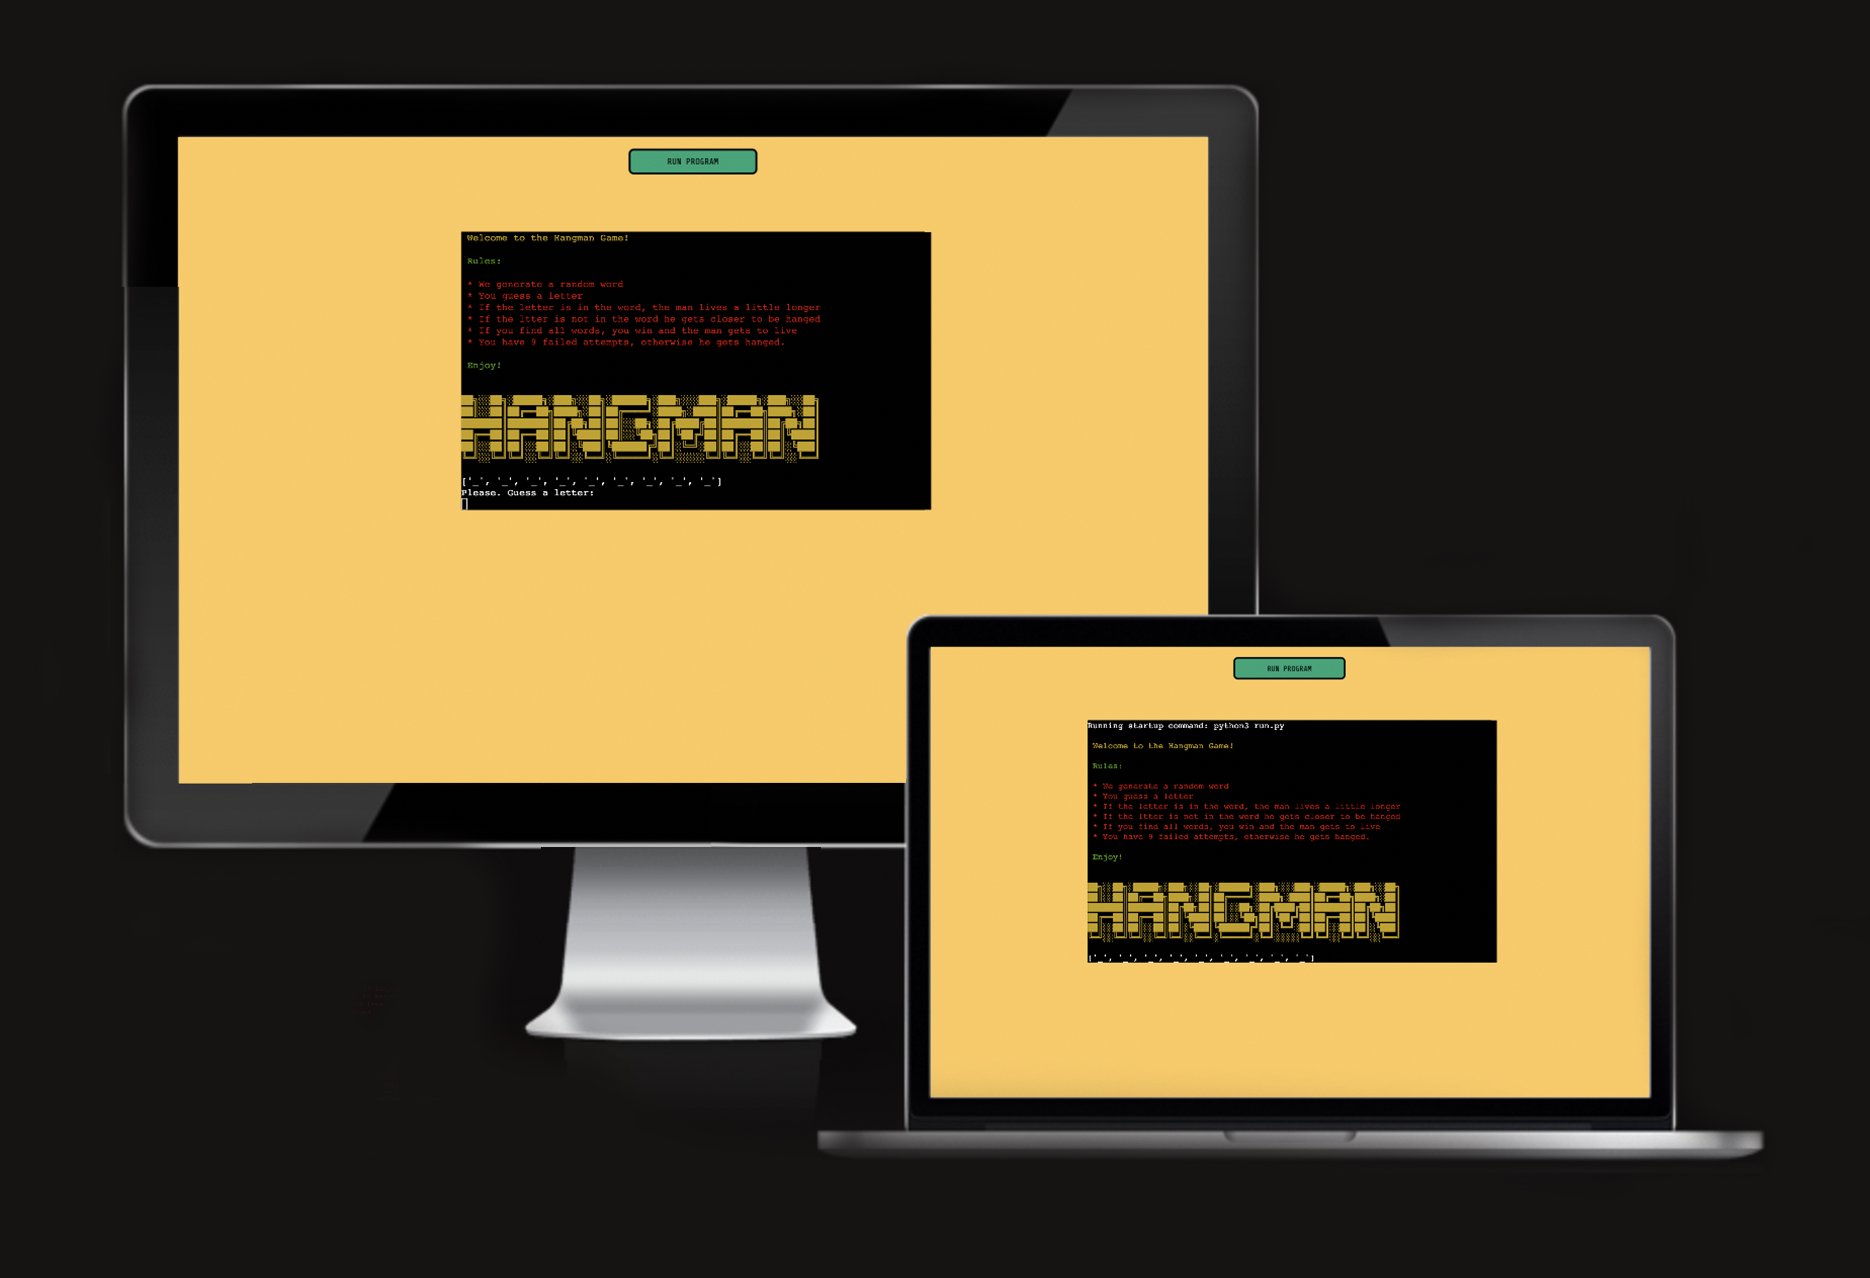 RUN PROGRAM
Welcome to the Hangman Game!
Rules:
* We generate a random word
* You guess a letter
* If the letter is in the word, the man lives a little longer
* If the ltter is not in the word he gets closer to be hanged
* If you find all words, you win and the man gets to live
* You have 9 failed attempts, otherwise he gets hanged.
Enjoy!
HANGMAN
['_', '_', '_', '_', '_', '_', '_', '_', '_']
Please. Guess a letter:
RUN PROGRAM
Running startup command: python3 run.py
Welcome to the Hangman Game!
Rules:
* We generate a random word
* You guess a letter
* If the letter is in the word, the man lives a little longer
* If the ltter is not in the word he gets closer to be hanged
* If you find all words, you win and the man gets to live
* You have 9 failed attempts, otherwise he gets hanged.
Enjoy!
HANGMAN
['_', '_', '_', '_', '_', '_', '_', '_', '_']